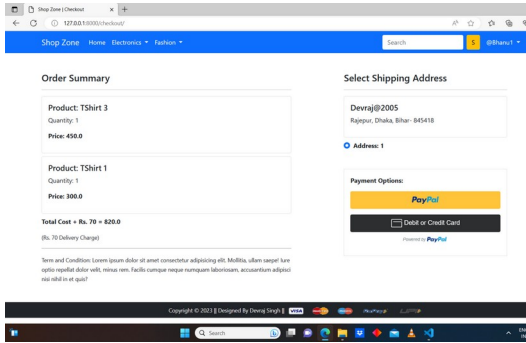 Shop Zone | Checkout
127.0.0.1:8000/checkout/
Shop Zone Home Electronics Fashion Search S @Bhanu1
Order Summary
Product: TShirt 3
Quantity: 1
Price: 450.0
Product: TShirt 1
Quantity: 1
Price: 300.0
Total Cost + Rs. 70 = 820.0
(Rs. 70 Delivery Charge)
Term and Condition: Lorem ipsum dolor sit amet consectetur adipisicing elit. Mollitia, ullam saepe! Iure
optio repellat dolor velit, minus rem. Facilis cumque neque numquam laboriosam, accusantium adipisci
nisi nihil in et quis?
Select Shipping Address
Devraj@2005
Rajepur, Dhaka, Bihar- 845418
Address: 1
Payment Options:
PayPal
Debit or Credit Card
Powered by PayPal
Copyright © 2023 || Designed By Devraj Singh || VISA
Search
EN
IN